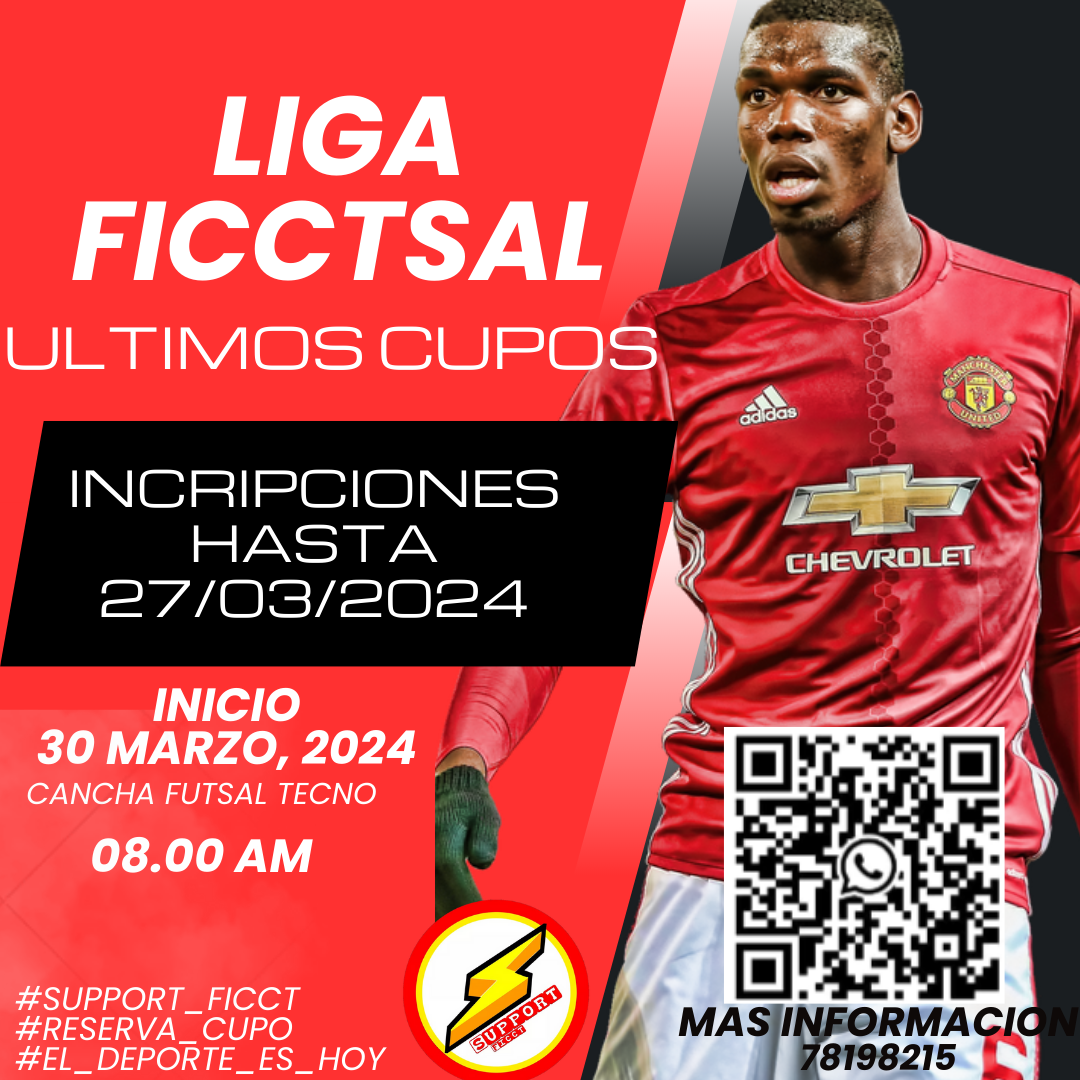 LIGA
FICCTSAL
ULTIMOS CUPOS
INCRIPCIONES
HASTA
27/03/2024
INICIO
30 MARZO, 2024
CANCHA FUTSAL TECNO
08.00 AM
#SUPPORT_FICCT
#RESERVA_CUPO
#EL_DEPORTE_ES_HOY
SUPPORT
FICCT
adidas
MANCHESTER
UNITED
CHEVROLET
MAS INFORMACION
78198215